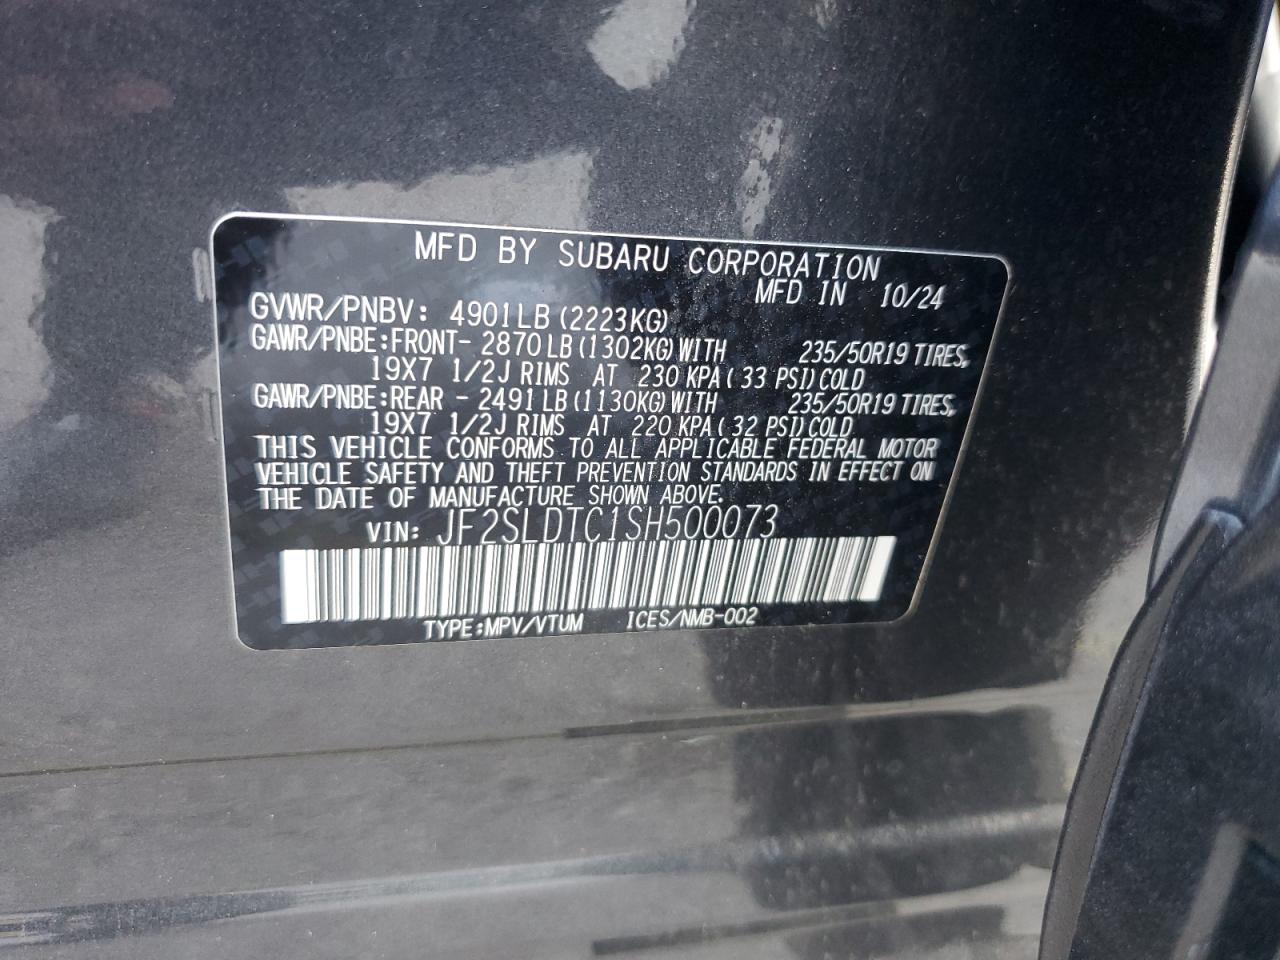 MFD BY SUBARU CORPORATION
MFD IN 10/24
GVWR/PNBV: 4901LB (2223KG)
GAWR/PNBE:FRONT- 2870LB (1302KG) WITH 235/50R19 TIRES,
19X7 1/2J RIMS AT 230 KPA( 33 PSI) COLD
GAWR/PNBE:REAR - 2491LB (1130KG) WITH 235/50R19 TIRES,
19X7 1/2J RIMS AT 220 KPA( 32 PSI) COLD
THIS VEHICLE CONFORMS TO ALL APPLICABLE FEDERAL MOTOR
VEHICLE SAFETY AND THEFT PREVENTION STANDARDS IN EFFECT ON
THE DATE OF MANUFACTURE SHOWN ABOVE.
VIN: JF2SLDTC1SH500073
TYPE:MPV/VTUM ICES/NMB-002